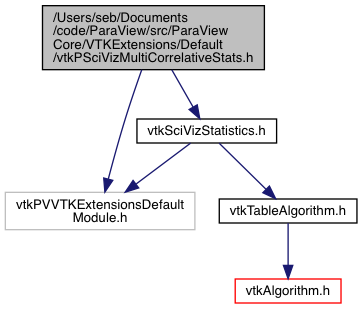 /Users/seb/Documents
/code/ParaView/src/ParaView
Core/VTKExtensions/Default
/vtkPSciVizMultiCorrelativeStats.h
vtkSciVizStatistics.h
vtkPVVTKExtensionsDefault
Module.h
vtkTableAlgorithm.h
vtkAlgorithm.h